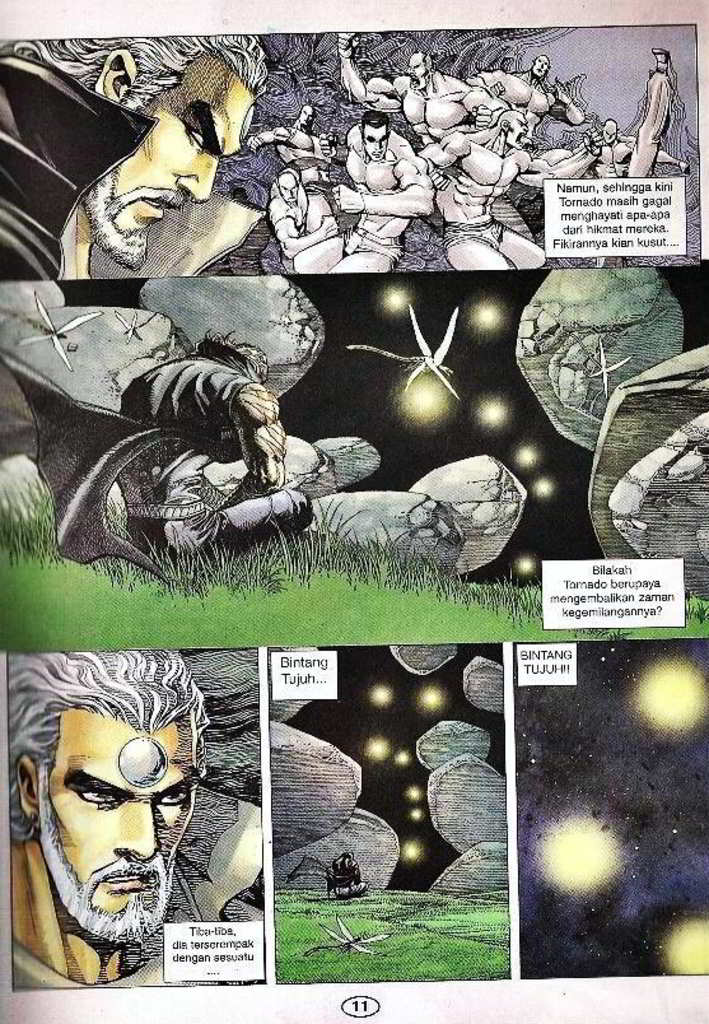 Namun, sehingga kini
Tornado masih gagal
menghayati apa-apa
dari hikmat mereka.
Fikirannya kian kusut....
Bilakah
Tornado berupaya
mengembalikan zaman
kegemilangannya?
Tiba-tiba,
dia terserempak
dengan sesuatu
....
Bintang
Tujuh...
BINTANG
TUJUH!!
11